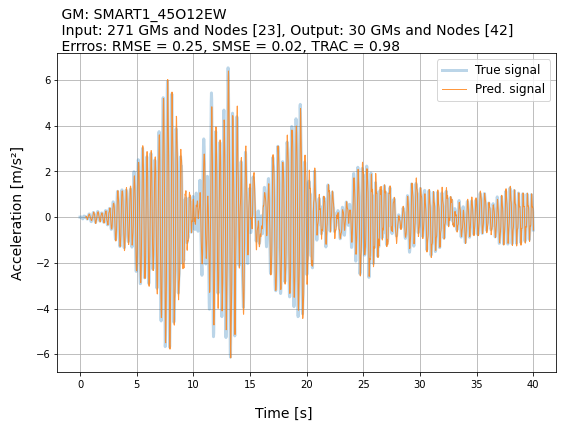 GM: SMART1_45O12EW
Input: 271 GMs and Nodes [23], Output: 30 GMs and Nodes [42]
Errros: RMSE = 0.25, SMSE = 0.02, TRAC = 0.98
True signal
Pred. signal
6
4
2
0
−2
−4
−6
Acceleration [m/s²]
0 5 10 15 20 25 30 35 40
Time [s]